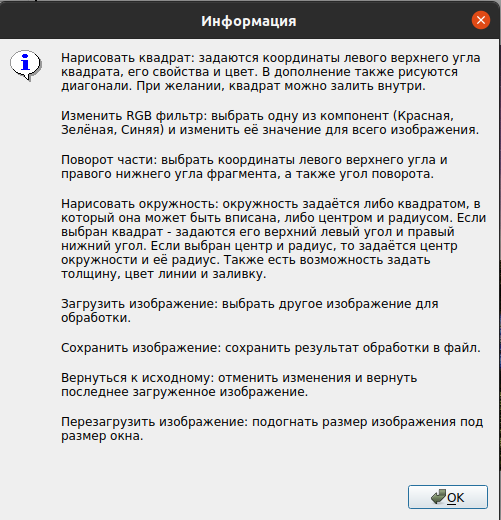 Информация
Нарисовать квадрат: задаются координаты левого верхнего угла
квадрата, его свойства и цвет. В дополнение также рисуются
диагонали. При желании, квадрат можно залить внутри.
Изменить RGB фильтр: выбрать одну из компонент (Красная,
Зелёная, Синяя) и изменить её значение для всего изображения.
Поворот части: выбрать координаты левого верхнего угла и
правого нижнего угла фрагмента, а также угол поворота.
Нарисовать окружность: окружность задаётся либо квадратом, в
который она может быть вписана, либо центром и радиусом. Если
выбран квадрат - задаются его верхний левый угол и правый
нижний угол. Если выбран центр и радиус, то задаётся центр
окружности и её радиус. Также есть возможность задать
толщину, цвет линии и заливку.
Загрузить изображение: выбрать другое изображение для
обработки.
Сохранить изображение: сохранить результат обработки в файл.
Вернуться к исходному: отменить изменения и вернуть
последнее загруженное изображение.
Перезагрузить изображение: подогнать размер изображения под
размер окна.
OK